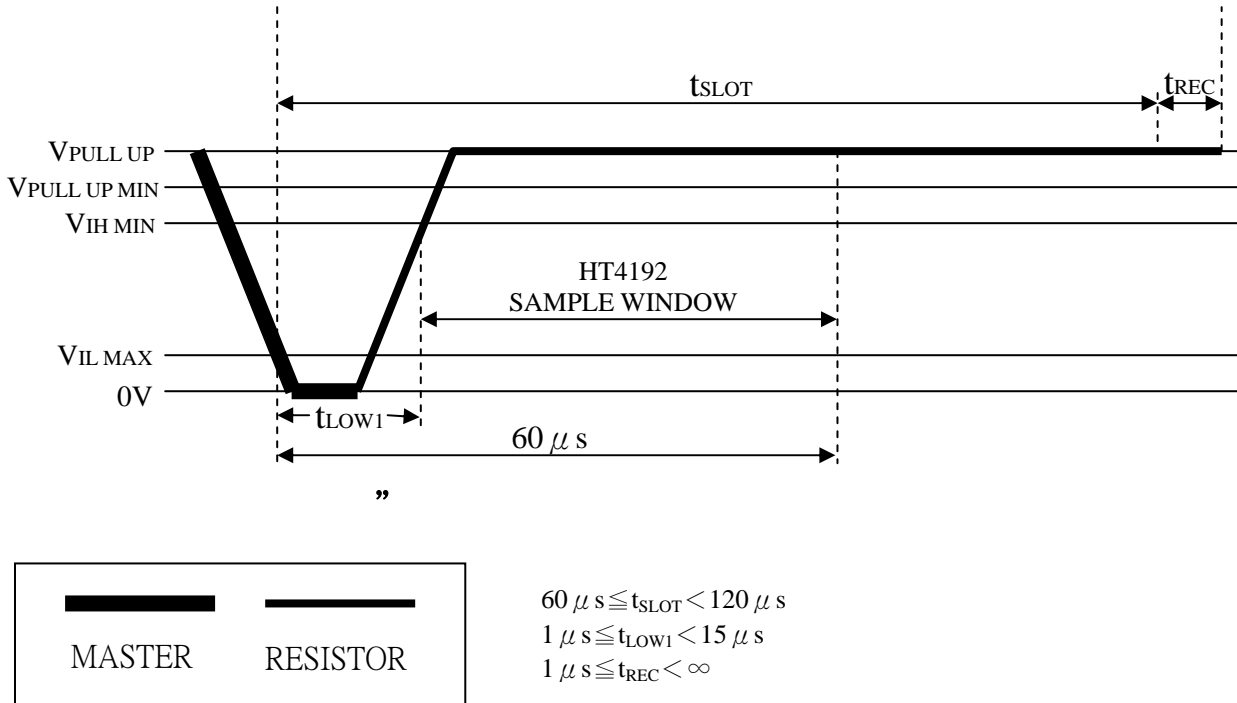 tSLOT
tREC
VPULL UP
VPULL UP MIN
VIH MIN
HT4192
SAMPLE WINDOW
VIL MAX
0V
tLOW1
60 μ s
”
MASTER
RESISTOR
60 μ s≦tSLOT＜120 μ s
1 μ s≦tLOW1＜15 μ s
1 μ s≦tREC＜∞